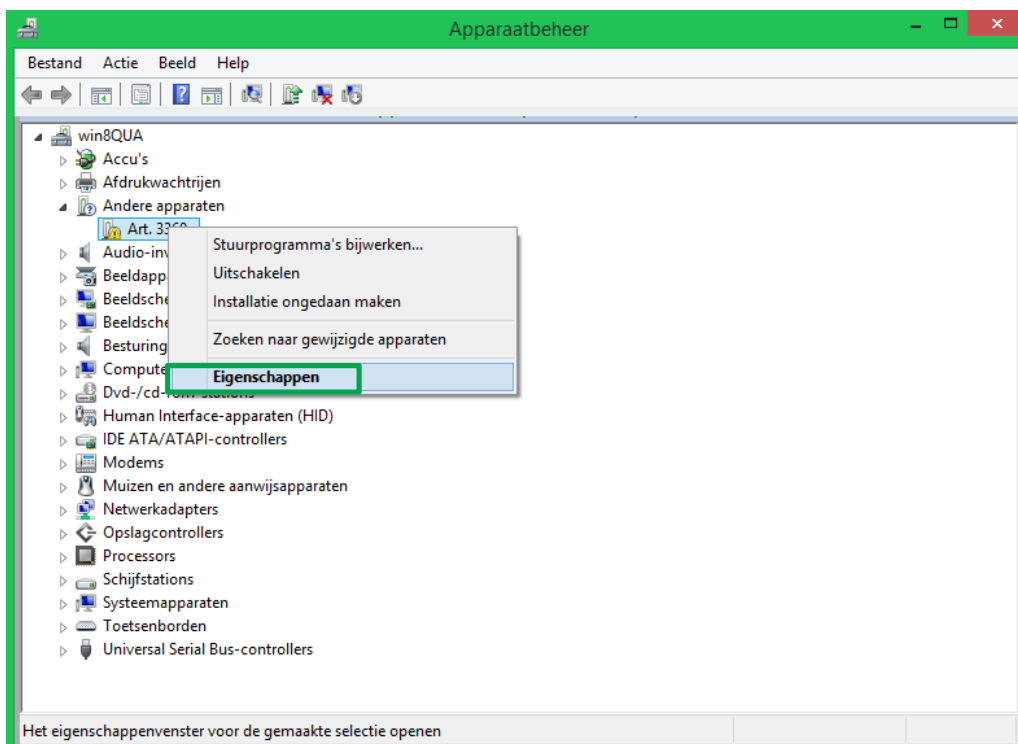 Apparaatbeheer
Bestand Actie Beeld Help
win8QUA
Accu's
Afdrukwachtrijen
Andere apparaten
Art.
Audio-inv
Stuurprogramma's bijwerken...
Beeldapp
Uitschakelen
Beeldsche
Installatie ongedaan maken
Beeldsche
Besturing
Zoeken naar gewijzigde apparaten
Compute
Eigenschappen
Dvd-/cd-rom-stations
Human Interface-apparaten (HID)
IDE ATA/ATAPI-controllers
Modems
Muizen en andere aanwijsapparaten
Netwerkadapters
Opslagcontrollers
Processors
Schijfstations
Systeemapparaten
Toetsenborden
Universal Serial Bus-controllers
Het eigenschappenvenster voor de gemaakte selectie openen